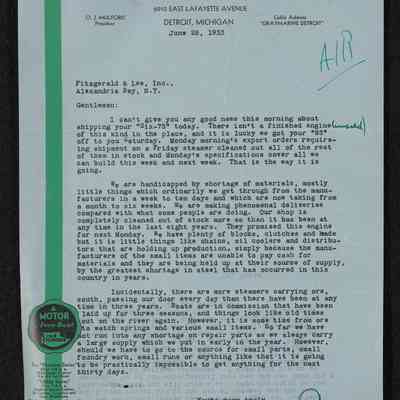 6910 EAST LAFAYETTE AVENUE
O. J. MULFORD
President
DETROIT, MICHIGAN
Cable Address
"GRAYMARINE DETROIT"
June 28, 1933
Air
Fitzgerald & Lee, Inc.,
Alexandria Bay, N.Y.
Gentlemen:
I can't give you any good news this morning about
shipping your "Six-75" today. There isn't a finished engine
of this kind in the place, and it is lucky we got your "83"
off to you Saturday. Monday morning's export orders requir-
ing shipment on a Friday steamer cleaned out all of the rest
of them in stock and Monday's specifications cover all we
can build this week and next week. That is the way it is
going.
We are handicapped by shortage of materials, mostly
little things which ordinarily we get through from the manu-
facturers in a week to ten days and which are now taking from
a month to six weeks. We are making phenomenal deliveries
compared with what some people are doing. Our shop is
completely cleaned out of stock more so than it has been at
any time in the last eight years. They promised this engine
for next Monday. We have plenty of blocks, clutches and made
but it is little things like chains, oil coolers and distribu-
tors that are holding up production, simply because the manu-
facturers of the small items are unable to pay cash for
materials and they are being held up at their source of supply,
by the greatest shortage in steel that has occurred in this
country in years.
Incidentally, there are more steamers carrying ore,
south, passing our door every day than there have been at any
time in three years. Boats are in commission that have been
laid up for three seasons, and things look like old times
out on the river again. However, it is some time from ore
to watch springs and various small items. So far we have
not run into any shortage on repair parts as we always carry
a large supply which we put in early in the year. However,
should we have to go to the source for small parts, small
foundry work, small runs or anything like that it is going
to be practically impossible to get anything for the next
thirty days.
MOTOR